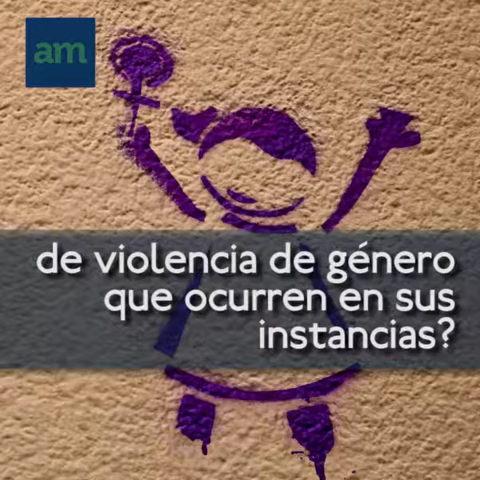 am
de violencia de género
que ocurren en sus
instancias?